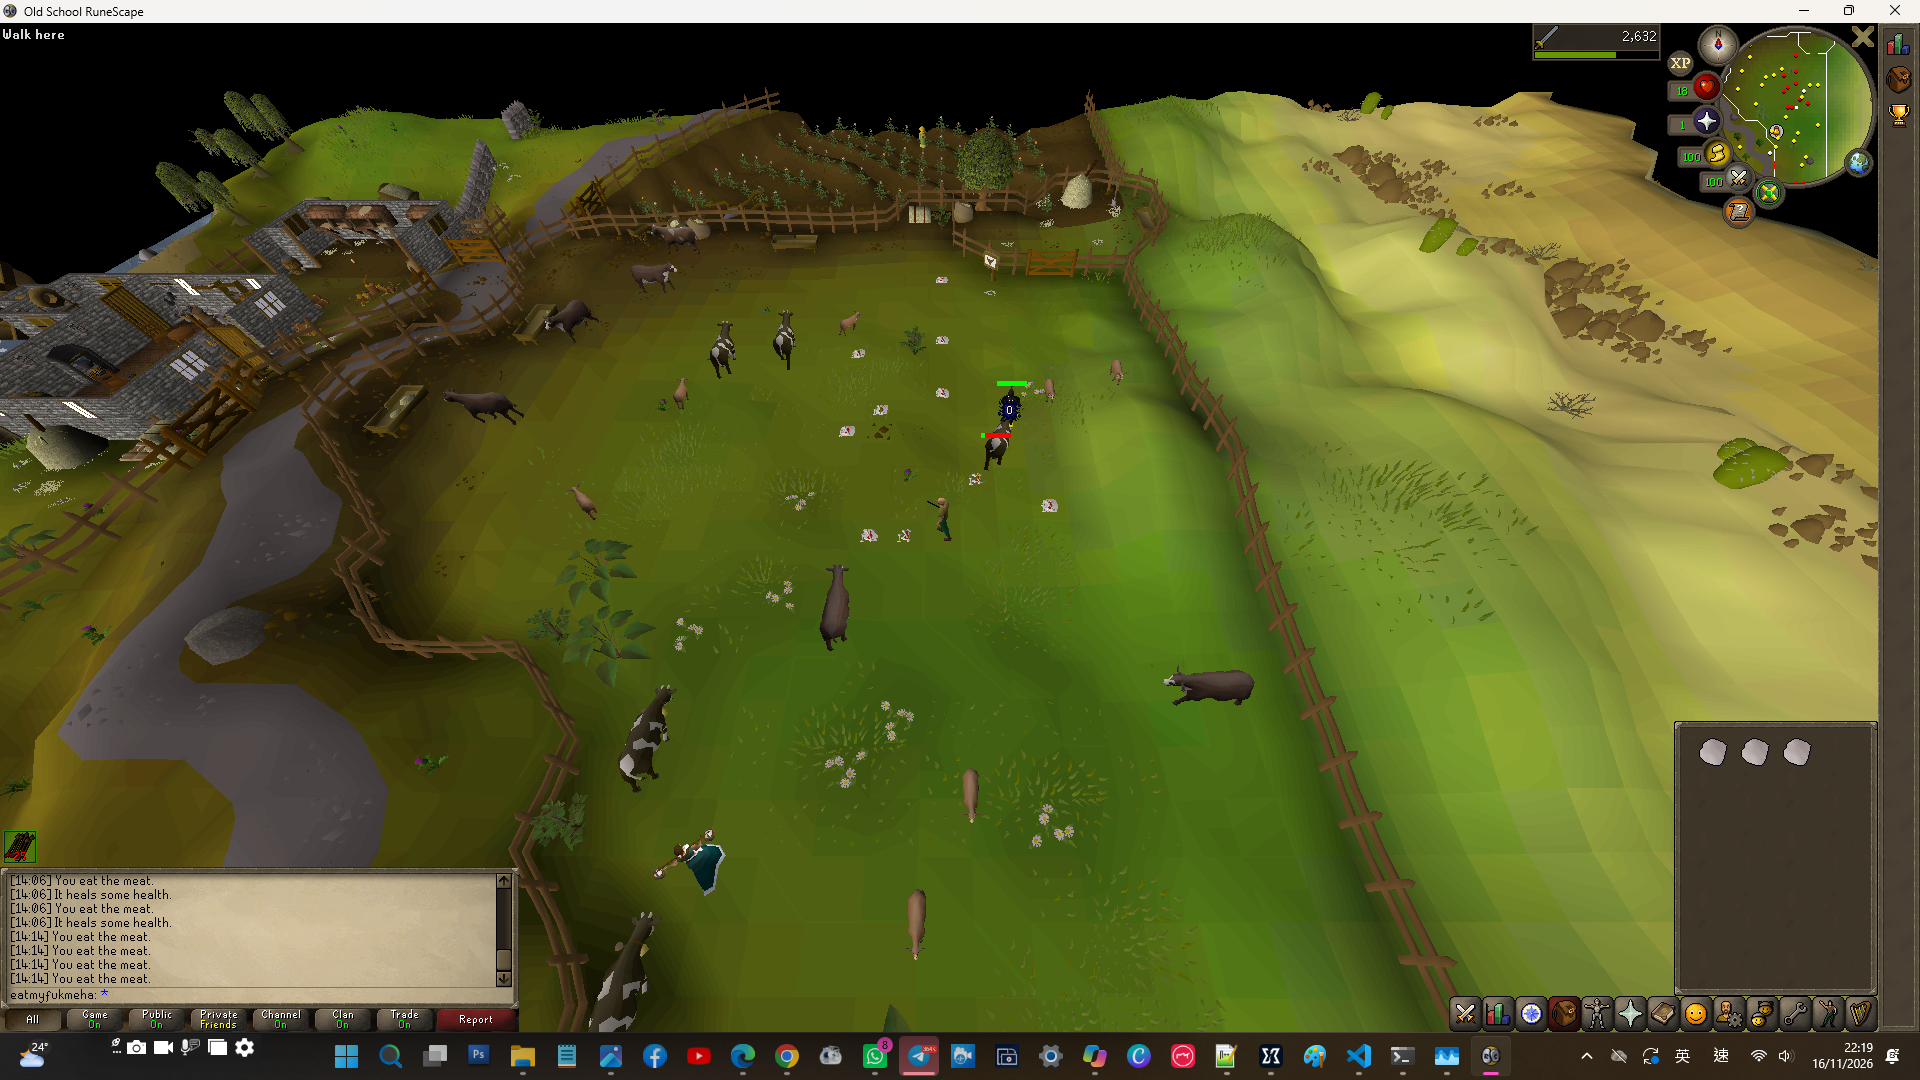 Old School RuneScape
Walk here
2,632
XP
N
18
1
100
100
0
[14:06] You eat the meat.
[14:06] It heals some health.
[14:06] You eat the meat.
[14:06] It heals some health.
[14:14] You eat the meat.
[14:14] You eat the meat.
[14:14] You eat the meat.
[14:14] You eat the meat.
eatmyfukmeha: *
All
Game
On
Public
On
Private
Friends
Channel
On
Clan
On
Trade
On
Report
24°
Ps
8
英
速
22:19
16/11/2026